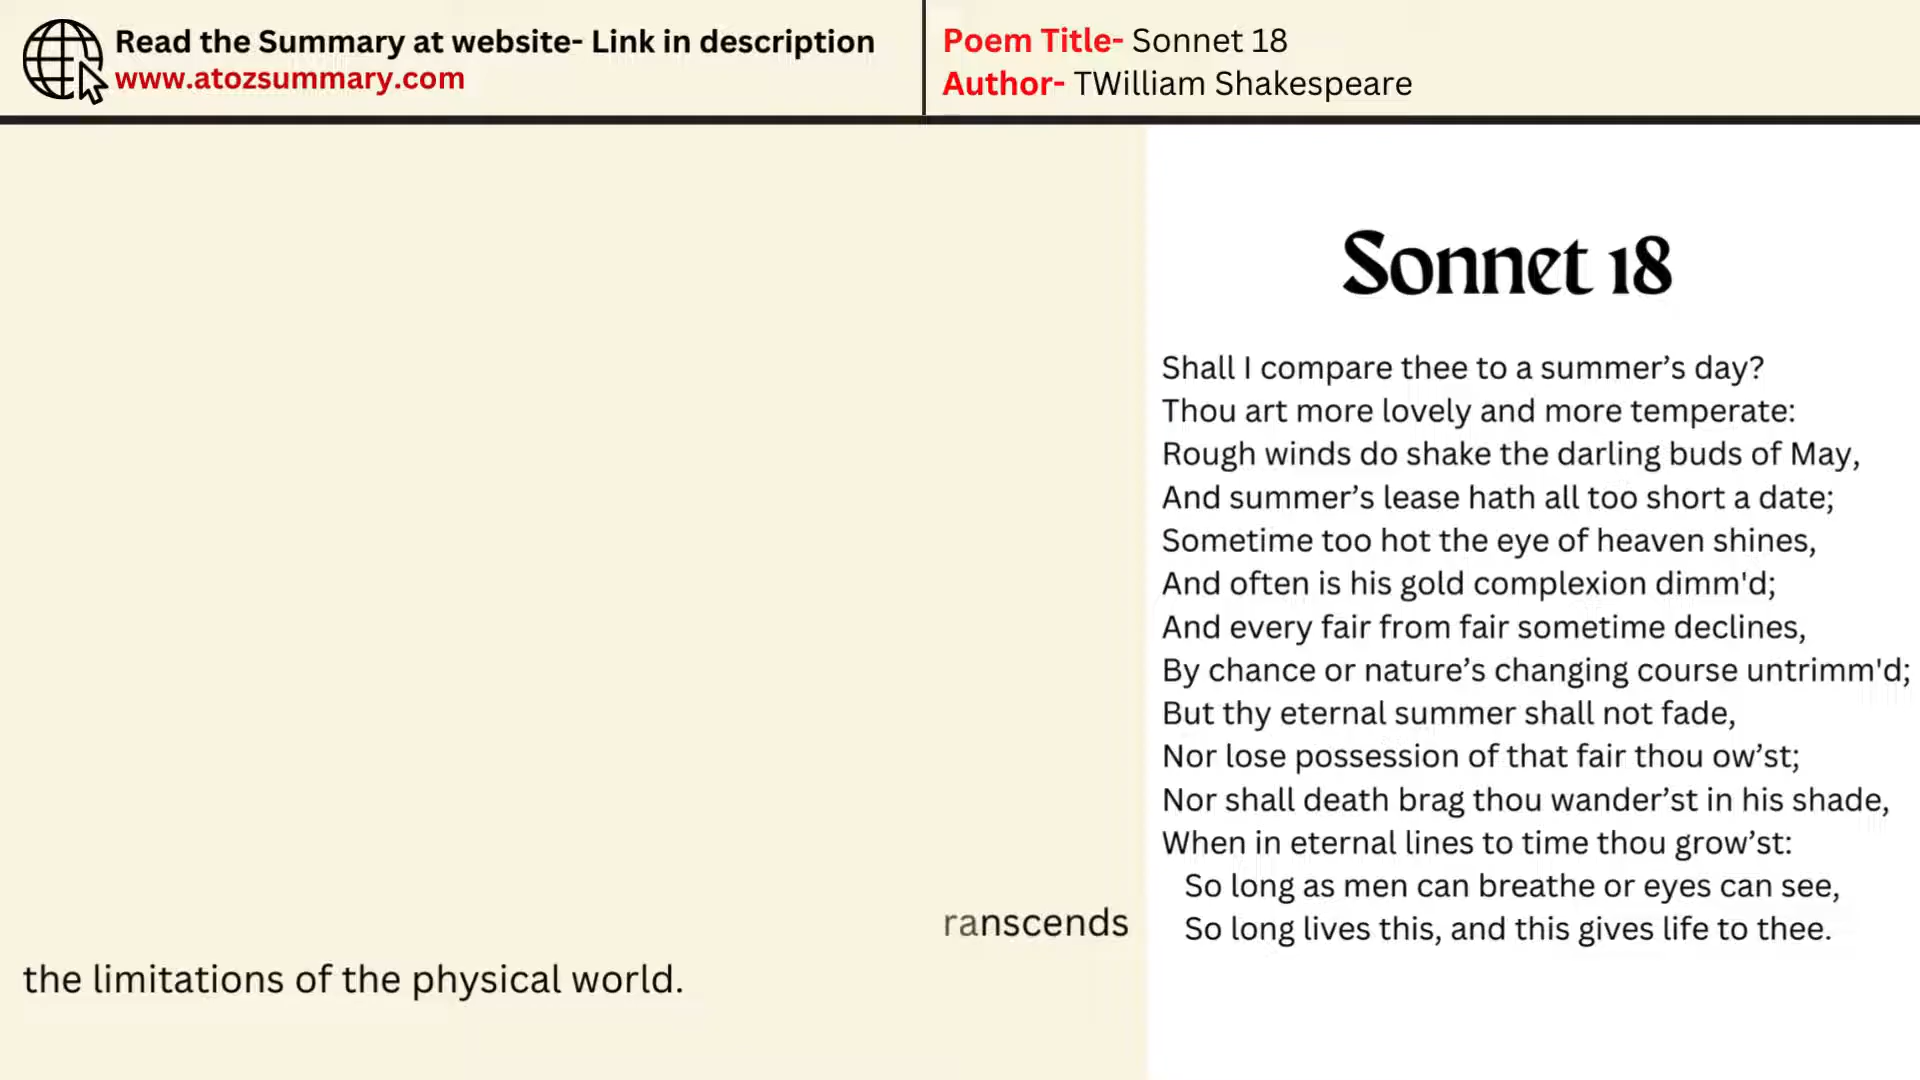 Read the Summary at website- Link in description
www.atozsummary.com
Poem Title- Sonnet 18
Author- TWilliam Shakespeare
ranscends
the limitations of the physical world.
Sonnet 18
Shall I compare thee to a summer’s day?
Thou art more lovely and more temperate:
Rough winds do shake the darling buds of May,
And summer’s lease hath all too short a date;
Sometime too hot the eye of heaven shines,
And often is his gold complexion dimm'd;
And every fair from fair sometime declines,
By chance or nature’s changing course untrimm'd;
But thy eternal summer shall not fade,
Nor lose possession of that fair thou ow’st;
Nor shall death brag thou wander’st in his shade,
When in eternal lines to time thou grow’st:
So long as men can breathe or eyes can see,
So long lives this, and this gives life to thee.